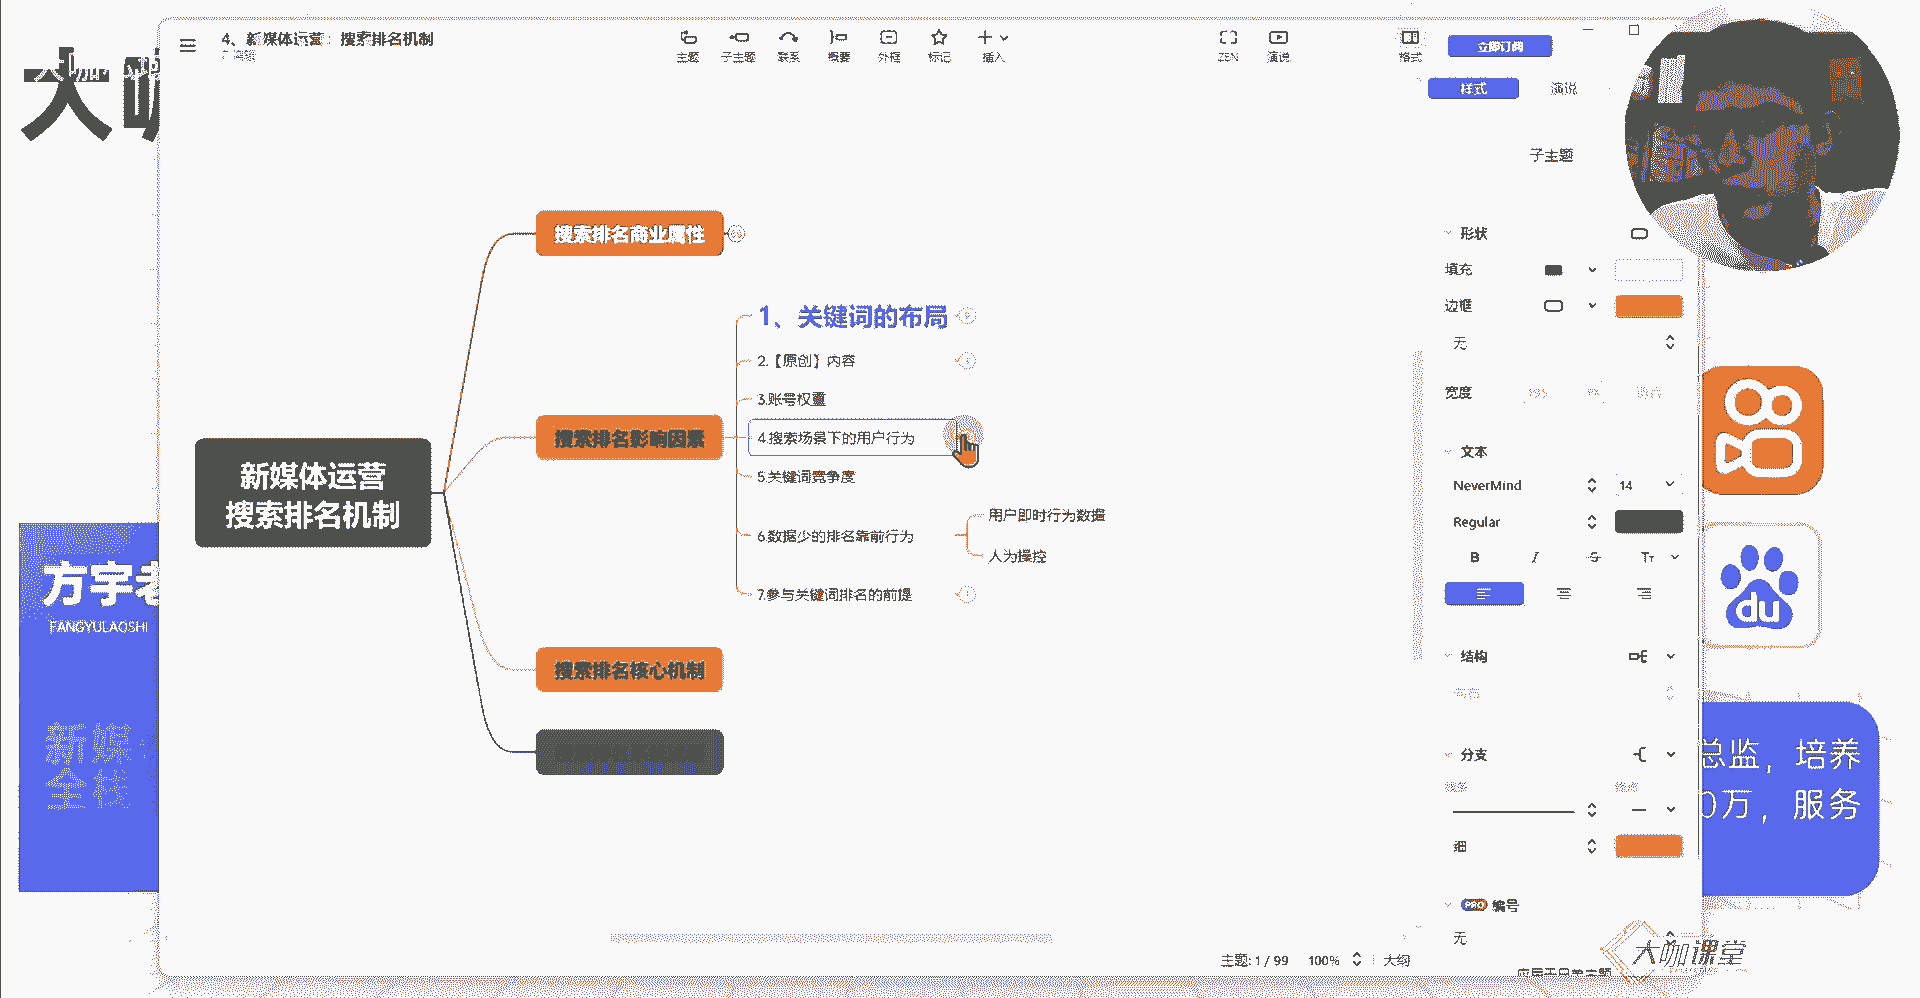 4、新媒体运营：搜索排名机制
主题
子主题
联系
概要
外框
标记
插入
ZEN
演说
格式
立即订阅
样式
演说
子主题
搜索排名商业属性
形状
填充
边框
无
宽度
1、关键词的布局
2.【原创】内容
3.账号权重
搜索排名影响因素
4.搜索场景下的用户行为
5.关键词竞争度
用户即时行为数据
6.数据少的排名靠前行为
人为操控
7.参与关键词排名的前提
新媒体运营
搜索排名机制
搜索排名核心机制
文本
NeverMind
14
Regular
B
I
S
Tт
结构
分支
细
PRO 编号
无
主题: 1 / 99
100%
大纲
大咖课堂
方宇老
FANGYULAOSHI
新媒
全栈
du
总监，培养
0万，服务